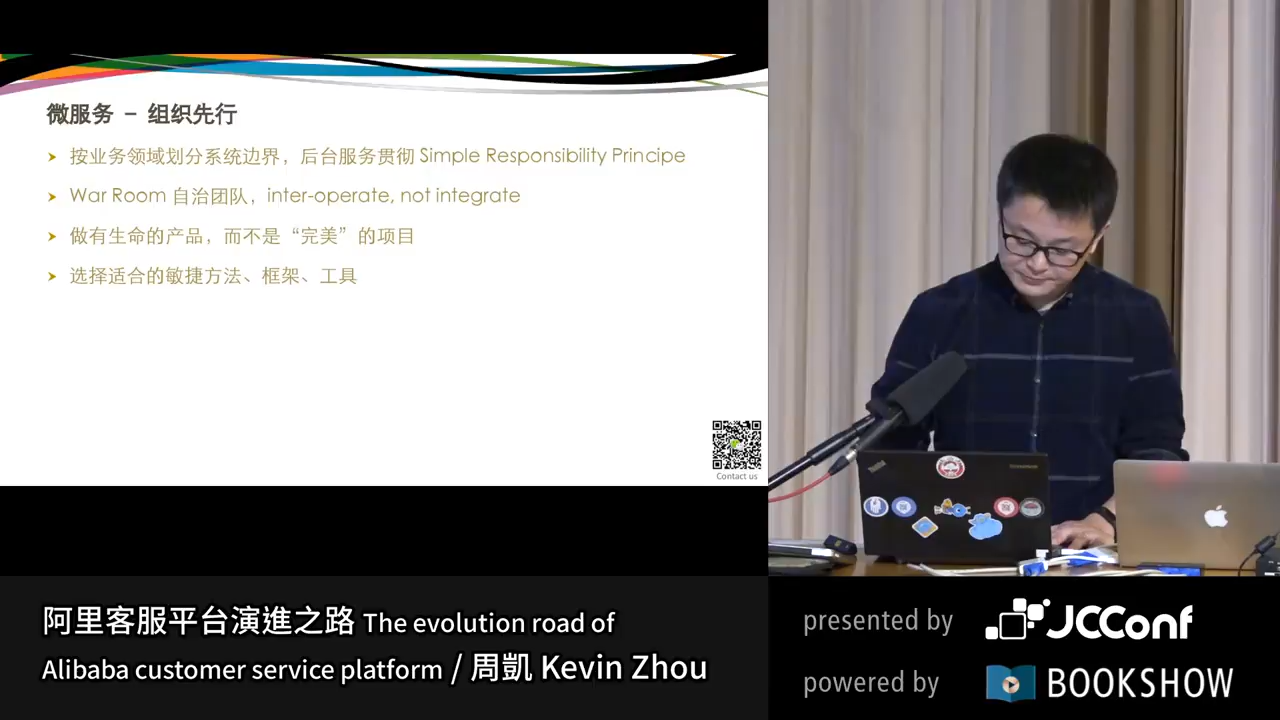 微服务 – 组织先行
按业务领域划分系统边界，后台服务贯彻 Simple Responsibility Principe
War Room 自治团队，inter-operate, not integrate
做有生命的产品，而不是“完美”的项目
选择适合的敏捷方法、框架、工具
Contact us
阿里客服平台演進之路 The evolution road of
Alibaba customer service platform / 周凱 Kevin Zhou
presented by JCConf
powered by BOOKSHOW